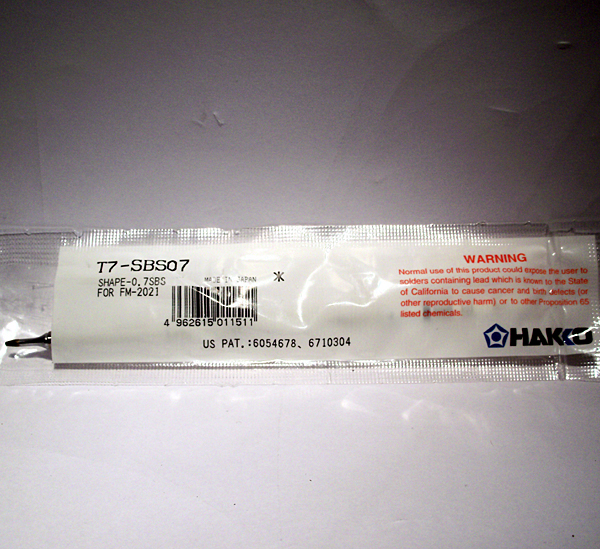 T7-SBS07
SHAPE-0.7SBS
FOR FM-2021
MADE IN JAPAN
4 962615 011511
US PAT.:6054678、6710304
WARNING
Normal use of this product could expose the user to
solders containing lead which is known to the State
of California to cause cancer and birth defects (or
other reproductive harm) or to other Proposition 65
listed chemicals.
HAKKO